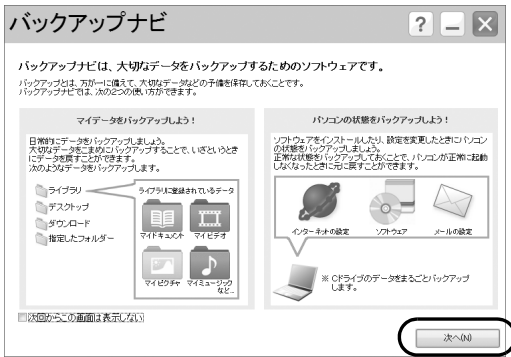 バックアップナビ
? – ×
バックアップナビは、大切なデータをバックアップするためのソフトウェアです。
バックアップとは、万が一に備えて、大切なデータなどの予備を保存しておくことです。
バックアップナビでは、次の2つの使い方ができます。
マイデータをバックアップしよう!
日常的にデータをバックアップしましょう。
大切なデータをこまめにバックアップすることで、いざというとき
にデータを戻すことができます。
次のようなデータをバックアップします。
ライブラリ
デスクトップ
ダウンロード
指定したフォルダー
ライブラリに登録されているデータ
マイドキュメント マイビデオ
マイピクチャ マイミュージック
など...
パソコンの状態をバックアップしよう!
ソフトウェアをインストールしたり、設定を変更したときにパソコン
の状態をバックアップしましょう。
正常な状態をバックアップしておくことで、パソコンが正常に起動
しなくなったときに元に戻すことができます。
インターネットの設定 ソフトウェア メールの設定
※ Cドライブのデータをまるごとバックアップ
します。
次回からこの画面は表示しない
次へ(N)